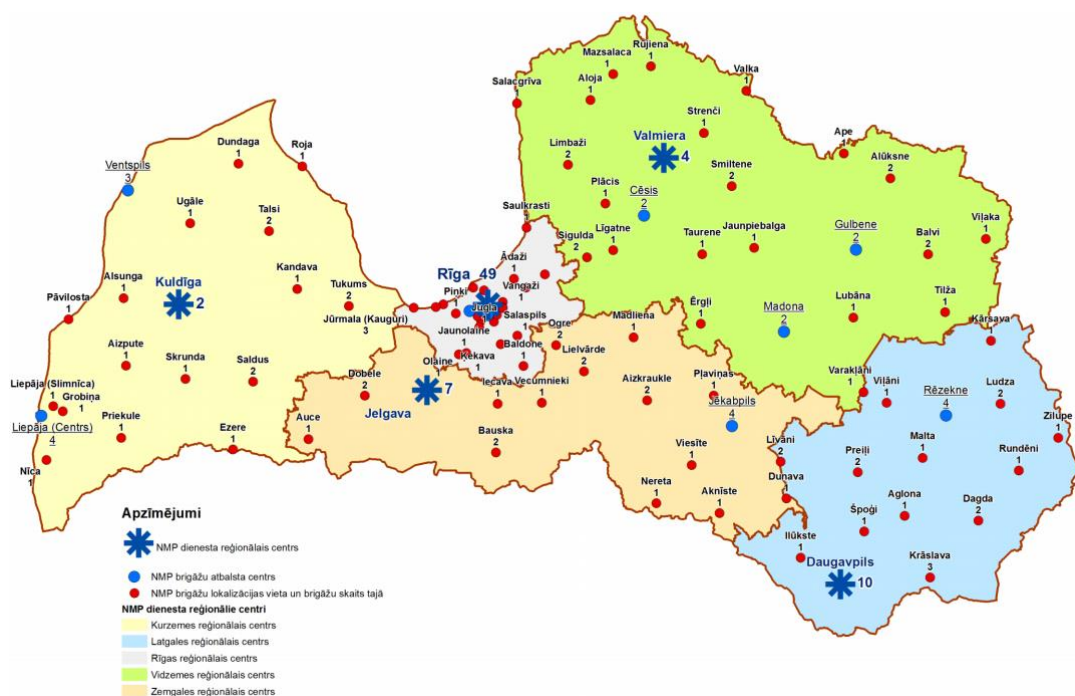 Rūjiena
1
Mazsalaca
1
Valka
1
Salacgrīva
1
Aloja
1
Strenči
1
Ape
1
Valmiera
4
Limbaži
2
Smiltene
2
Alūksne
2
Dundaga
1
Roja
1
Ventspils
3
Plācis
1
Cēsis
2
Ugāle
1
Talsi
2
Saulkrasti
Sigulda
2
Līgatne
1
Taurene
1
Jaunpiebalga
1
Gulbene
2
Balvi
2
Viļaka
1
Ādaži
1
Alsunga
1
Kuldīga
2
Kandava
1
Tukums
2
Rīga 49
Piņķi
1
Vangaži
1
Pāvilosta
1
Jūrmala (Kauguri)
3
Jugla
Salaspils
1
Ogre
2
Madliena
1
Ērgļi
1
Madona
2
Lubāna
1
Tilža
1
Kārsava
1
Jaunolaine
1
Baldone
1
Aizpute
1
Skrunda
1
Saldus
2
Dobele
2
Olaine
1
Ķekava
1
Lielvārde
2
Aizkraukle
2
Pļaviņas
1
Varakļāni
1
Viļāni
1
Rēzekne
4
Ludza
2
Liepāja (Slimnīca)
1
Grobiņa
1
Liepāja (Centrs)
4
Priekule
1
Ezere
1
Auce
1
Jelgava
7
Iecava
1
Vecumnieki
1
Jēkabpils
4
Zilupe
1
Bauska
2
Viesīte
1
Līvāni
2
Preiļi
2
Malta
1
Rundēni
1
Nīca
1
Nereta
1
Aknīste
1
Dunava
1
Špoģi
1
Aglona
1
Dagda
2
Ilūkste
1
Daugavpils
10
Krāslava
3
Apzīmējumi
NMP dienesta reģionālais centrs
NMP brigāžu atbalsta centrs
NMP brigāžu lokalizācijas vieta un brigāžu skaits tajā
NMP dienesta reģionālie centri
Kurzemes reģionālais centrs
Latgales reģionālais centrs
Rīgas reģionālais centrs
Vidzemes reģionālais centrs
Zemgales reģionālais centrs